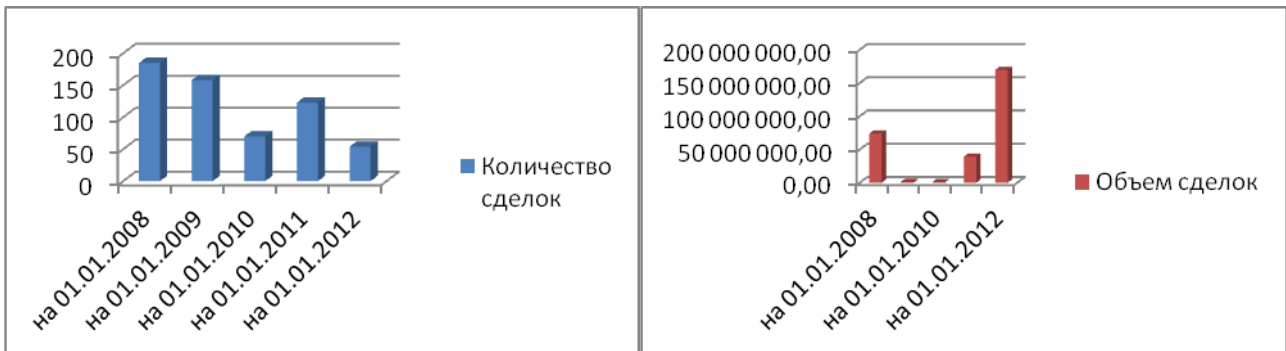 200
150
100
50
0
на 01.01.2008
на 01.01.2009
на 01.01.2010
на 01.01.2011
на 01.01.2012
Количество
сделок
200 000 000,00
150 000 000,00
100 000 000,00
50 000 000,00
0,00
на 01.01.2008
на 01.01.2010
на 01.01.2012
Объем сделок